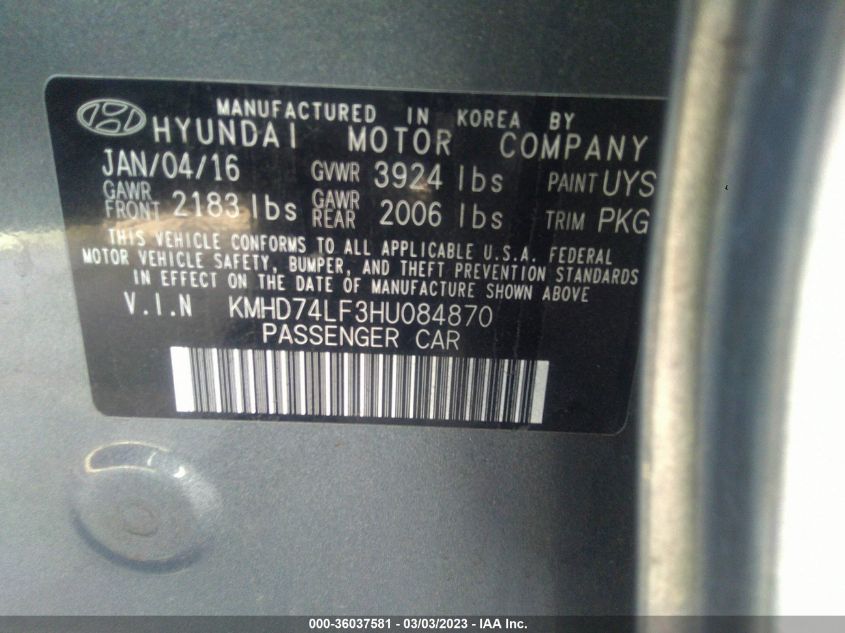 MANUFACTURED IN KOREA BY
HYUNDAI MOTOR COMPANY
JAN/04/16 GVWR 3924 lbs PAINT UYS
GAWR FRONT 2183 lbs GAWR REAR 2006 lbs TRIM PKG
THIS VEHICLE CONFORMS TO ALL APPLICABLE U.S.A. FEDERAL
MOTOR VEHICLE SAFETY, BUMPER, AND THEFT PREVENTION STANDARDS
IN EFFECT ON THE DATE OF MANUFACTURE SHOWN ABOVE.
V.I.N KMHD74LF3HU084870
PASSENGER CAR
000-36037581 - 03/03/2023 - IAA Inc.